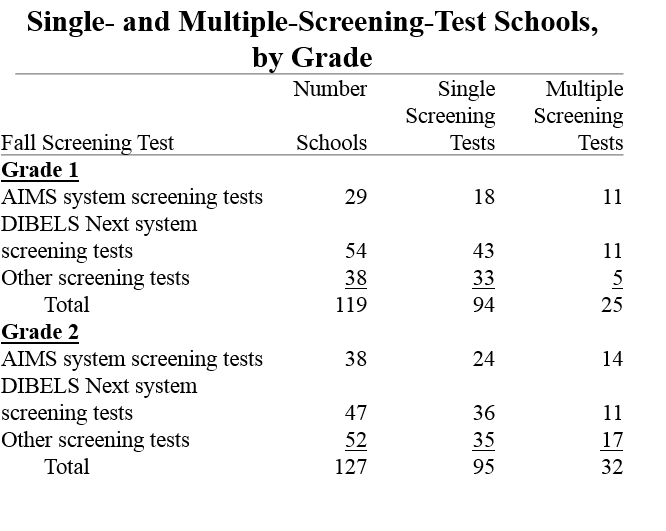 Single- and Multiple-Screening-Test Schools,
by Grade
Number Single Multiple
Screening Screening
Fall Screening Test Schools Tests Tests
Grade 1
AIMS system screening tests 29 18 11
DIBELS Next system
screening tests 54 43 11
Other screening tests 38 33 5
Total 119 94 25
Grade 2
AIMS system screening tests 38 24 14
DIBELS Next system
screening tests 47 36 11
Other screening tests 52 35 17
Total 127 95 32